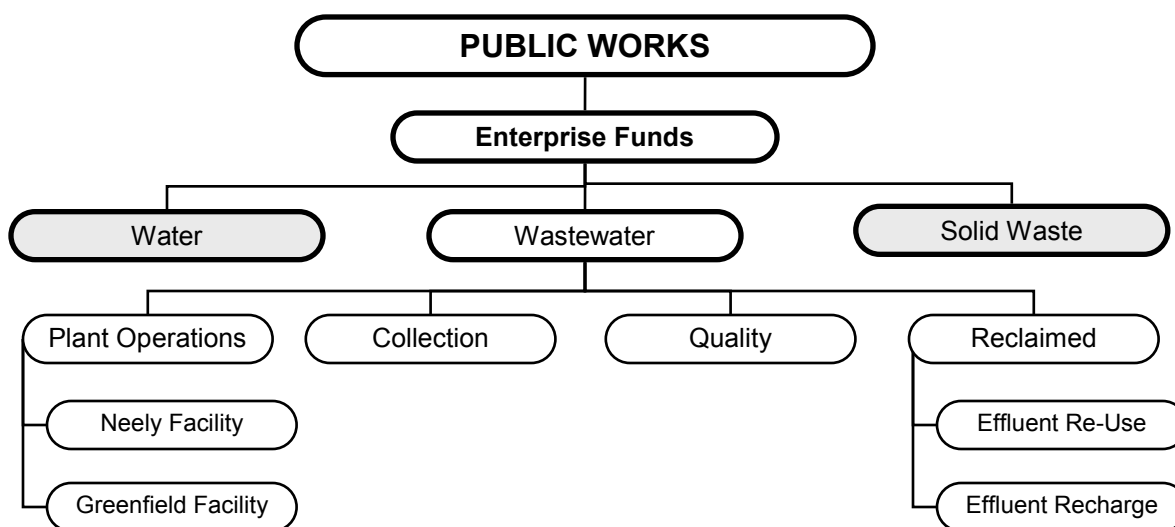 PUBLIC WORKS
Enterprise Funds
Water
Wastewater
Solid Waste
Plant Operations
Collection
Quality
Reclaimed
Neely Facility
Effluent Re-Use
Greenfield Facility
Effluent Recharge